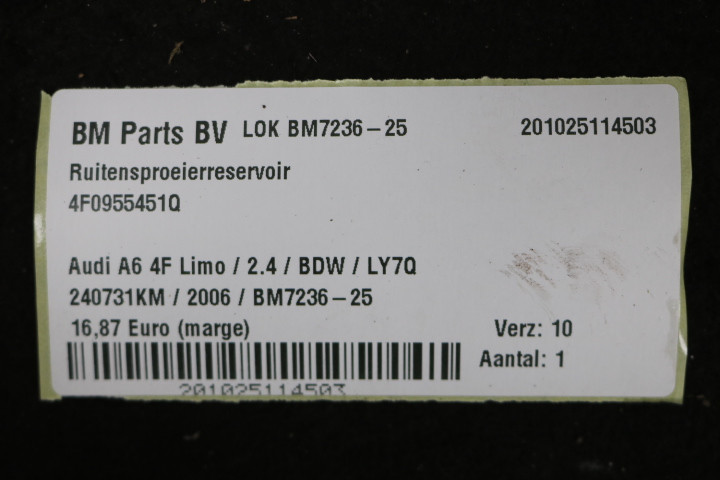 BM Parts BV LOK BM7236-25 201025114503
Ruitensproeierreservoir
4F0955451Q
Audi A6 4F Limo / 2.4 / BDW / LY7Q
240731KM / 2006 / BM7236-25
16,87 Euro (marge) Verz: 10
Aantal: 1
201025114503